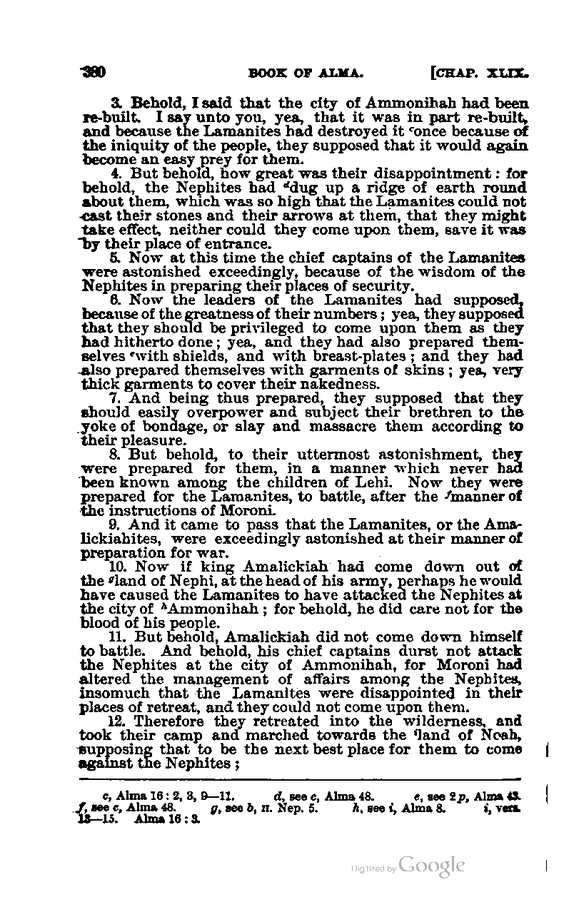 380 BOOK OF ALMA. [CHAP. XLIX.
3. Behold, I said that the city of Ammonihah had been
re-built. I say unto you, yea, that it was in part re-built,
and because the Lamanites had destroyed it ᶜonce because of
the iniquity of the people, they supposed that it would again
become an easy prey for them.
4. But behold, how great was their disappointment: for
behold, the Nephites had ᵈdug up a ridge of earth round
about them, which was so high that the Lamanites could not
cast their stones and their arrows at them, that they might
take effect, neither could they come upon them, save it was
by their place of entrance.
5. Now at this time the chief captains of the Lamanites
were astonished exceedingly, because of the wisdom of the
Nephites in preparing their places of security.
6. Now the leaders of the Lamanites had supposed,
because of the greatness of their numbers; yea, they supposed
that they should be privileged to come upon them as they
had hitherto done; yea, and they had also prepared them-
selves ᵉwith shields, and with breast-plates; and they had
also prepared themselves with garments of skins; yea, very
thick garments to cover their nakedness.
7. And being thus prepared, they supposed that they
should easily overpower and subject their brethren to the
yoke of bondage, or slay and massacre them according to
their pleasure.
8. But behold, to their uttermost astonishment, they
were prepared for them, in a manner which never had
been known among the children of Lehi. Now they were
prepared for the Lamanites, to battle, after the ᶠmanner of
the instructions of Moroni.
9. And it came to pass that the Lamanites, or the Ama-
lickiahites, were exceedingly astonished at their manner of
preparation for war.
10. Now if king Amalickiah had come down out of
the ᵍland of Nephi, at the head of his army, perhaps he would
have caused the Lamanites to have attacked the Nephites at
the city of ʰAmmonihah; for behold, he did care not for the
blood of his people.
11. But behold, Amalickiah did not come down himself
to battle. And behold, his chief captains durst not attack
the Nephites at the city of Ammonihah, for Moroni had
altered the management of affairs among the Nephites,
insomuch that the Lamanites were disappointed in their
places of retreat, and they could not come upon them.
12. Therefore they retreated into the wilderness, and
took their camp and marched towards the ⁱland of Noah,
supposing that to be the next best place for them to come
against the Nephites;
c, Alma 16: 2, 3, 9—11. d, see c, Alma 48. e, see 2p, Alma 43.
f, see c, Alma 48. g, see b, II. Nep. 5. h, see i, Alma 8. i, vers.
13—15. Alma 16: 3.
Digitized by Google